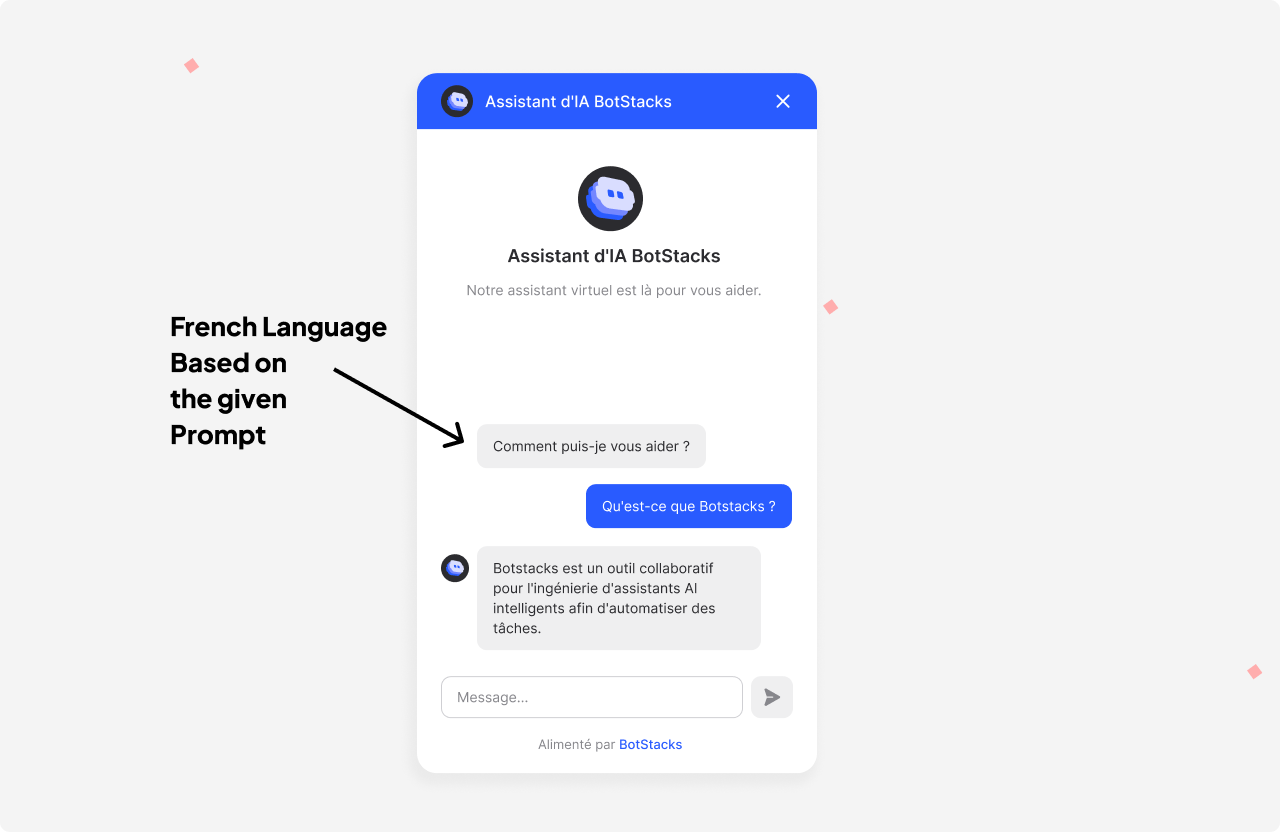 Assistant d'IA BotStacks
Assistant d'IA BotStacks
Notre assistant virtuel est là pour vous aider.
French Language
Based on
the given
Prompt
Comment puis-je vous aider ?
Qu'est-ce que Botstacks ?
Botstacks est un outil collaboratif
pour l'ingénierie d'assistants AI
intelligents afin d'automatiser des
tâches.
Message...
Alimenté par BotStacks